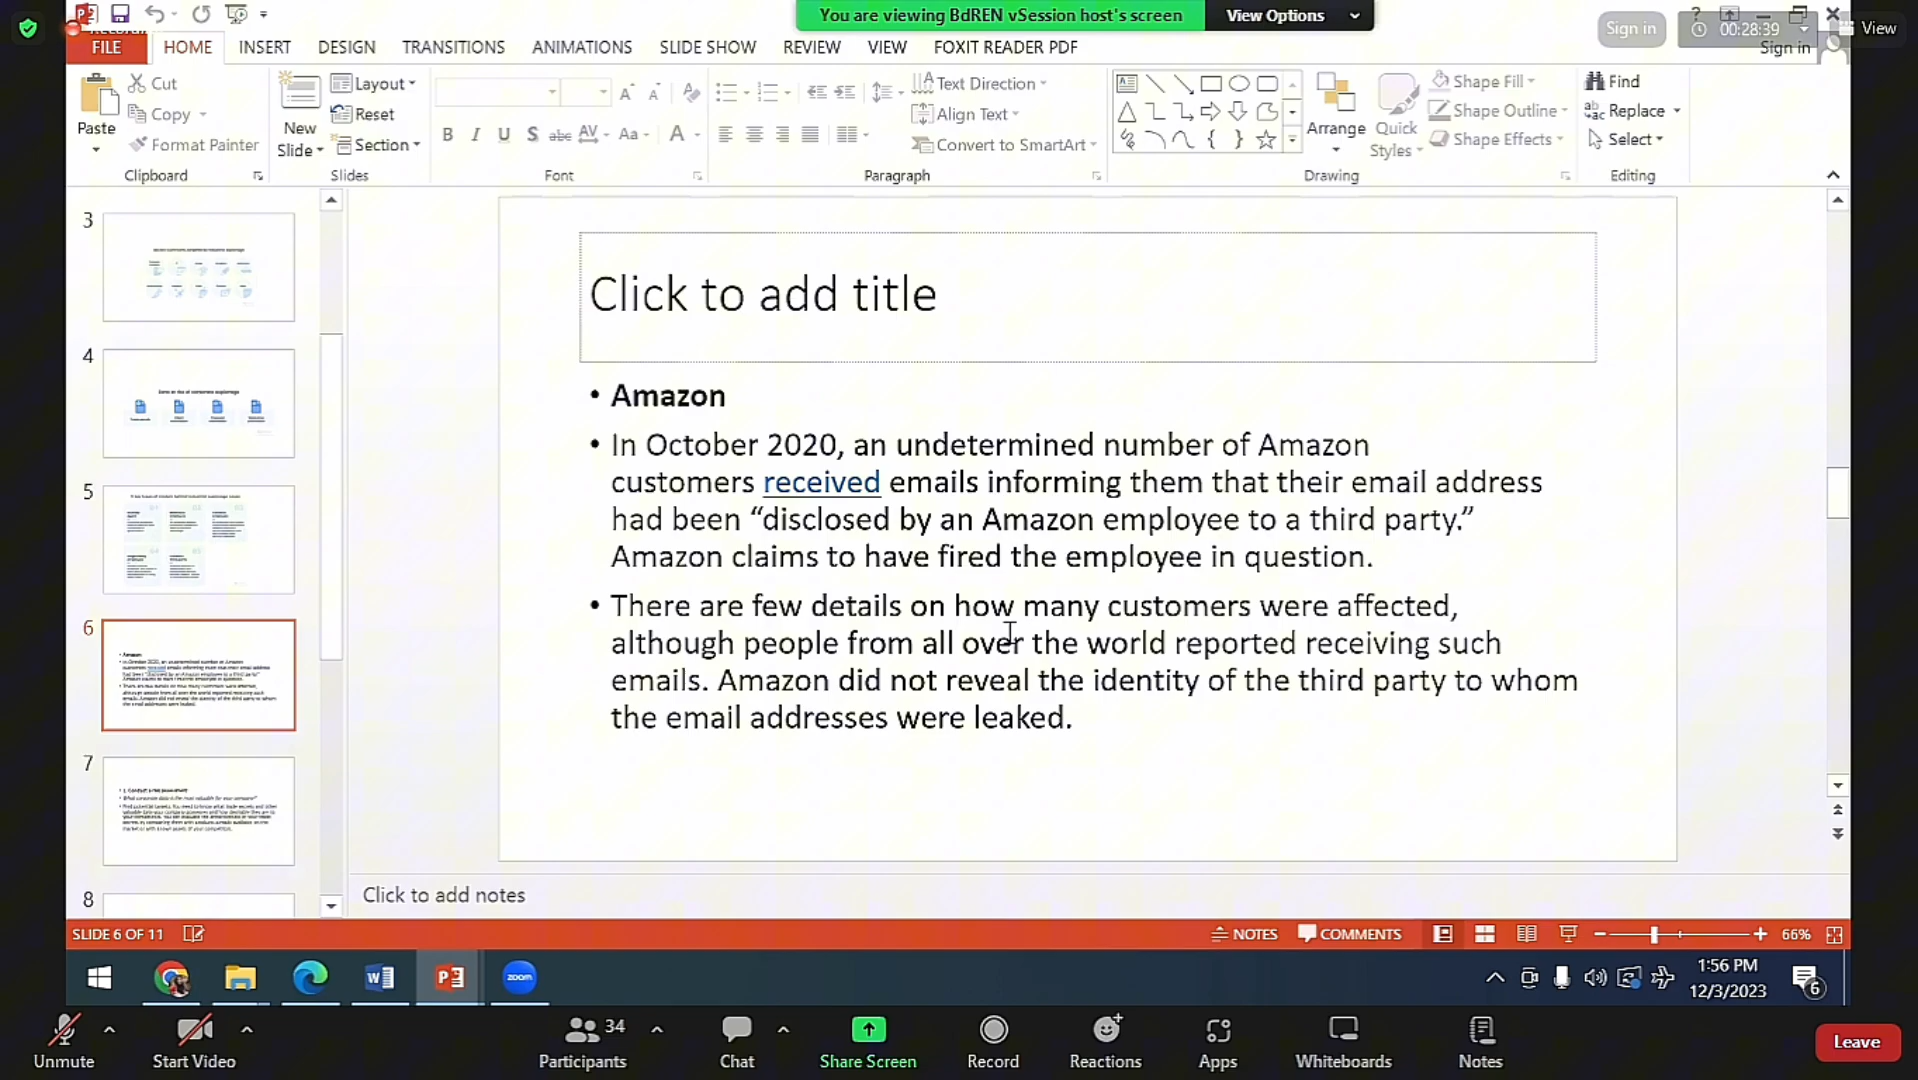 You are viewing BdREN vSession host's screen
View Options
Sign in
00:28:39
View
FILE
HOME
INSERT
DESIGN
TRANSITIONS
ANIMATIONS
SLIDE SHOW
REVIEW
VIEW
FOXIT READER PDF
Sign in
Paste
Cut
Copy
Format Painter
Clipboard
New
Slide
Layout
Reset
Section
Slides
Font
Text Direction
Align Text
Convert to SmartArt
Paragraph
Arrange
Quick
Styles
Shape Fill
Shape Outline
Shape Effects
Drawing
Find
Replace
Select
Editing
3
4
5
6
7
8
Click to add title
• Amazon
• In October 2020, an undetermined number of Amazon
customers received emails informing them that their email address
had been “disclosed by an Amazon employee to a third party.”
Amazon claims to have fired the employee in question.
• There are few details on how many customers were affected,
although people from all over the world reported receiving such
emails. Amazon did not reveal the identity of the third party to whom
the email addresses were leaked.
Click to add notes
SLIDE 6 OF 11
NOTES
COMMENTS
66%
zoom
1:56 PM
12/3/2023
6
Unmute
Start Video
Participants
34
Chat
Share Screen
Record
Reactions
Apps
Whiteboards
Notes
Leave